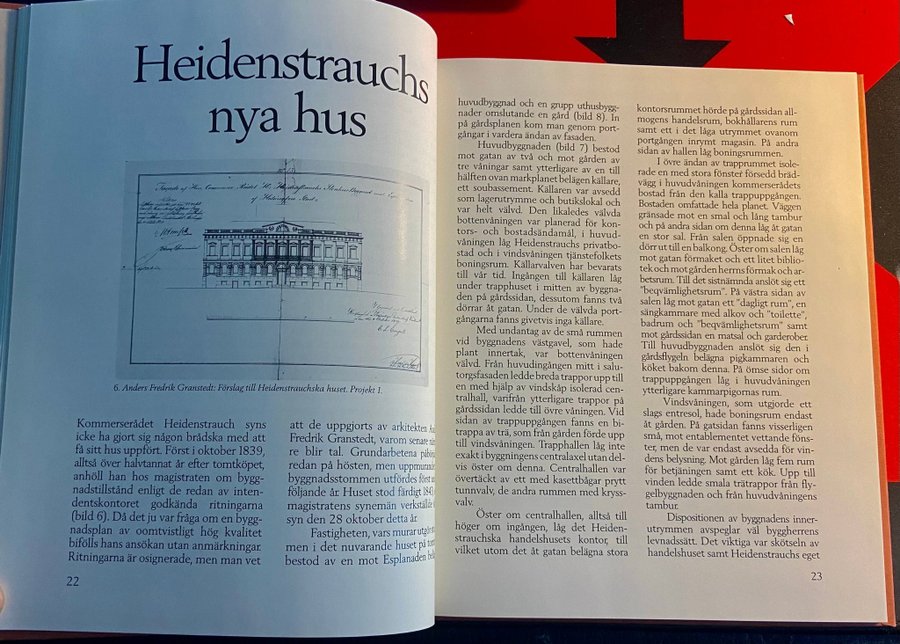 Heidenstrauchs
nya hus
6. Anders Fredrik Granstedt: Förslag till Heidenstrauchska huset. Projekt 1.
Kommerserådet Heidenstrauch syns
icke ha gjort sig någon brådska med att
få sitt hus uppfört. Först i oktober 1839,
alltså över halvtannat år efter tomtköpet,
anhöll han hos magistraten om bygg-
nadstillstånd enligt de redan av inten-
dentskontoret godkända ritningarna
(bild 6). Då det ju var fråga om en bygg-
nadsplan av oomtvistligt hög kvalitet
bifölls hans ansökan utan anmärkningar.
Ritningarna är osignerade, men man vet
att de uppgjorts av arkitekten
Fredrik Granstedt, varom senare
re blir tal. Grundarbetena
redan på hösten, men uppmurandet
byggnadsstommen utfördes först
följande år. Huset stod färdigt
magistratens synemän verkställde
syn den 28 oktober detta år.
Fastigheten, vars murar
men i det nuvarande huset på
bestod av en mot Esplanaden
22
huvudbyggnad och en grupp uthusbygg-
nader omslutande en gård (bild 8). In
på gårdsplanen kom man genom port-
gångar i vardera ändan av fasaden.
Huvudbyggnaden (bild 7) bestod
mot gatan av två och mot gården av
tre våningar samt ytterligare av en till
hälften ovan markplanet belägen källare,
ett soubassement. Källaren var avsedd
som lagerutrymme och butikslokal och
var helt välvd. Den likaledes välvda
bottenvåningen var planerad för kon-
tors- och bostadsändamål, i huvud-
våningen låg Heidenstrauchs privatbo-
stad och i vindsvåningen tjänstefolkets
boningsrum. Källarvalven har bevarats
till vår tid. Ingången till källaren låg
under trapphuset i mitten av byggna-
den på gårdssidan, dessutom fanns två
dörrar åt gatan. Under de välvda port-
gångarna fanns givetvis inga källare.
Med undantag av de små rummen
vid byggnadens västgavel, som hade
plant innertak, var bottenvåningen
välvd. Från huvudingången mitt i salu-
torgsfasaden ledde breda trappor upp till
en med hjälp av vindskåp isolerad cent-
ralhall, varifrån ytterligare trappor på
gårdssidan ledde till övre våningen. Vid
sidan av trappuppgången fanns en bi-
trappa av trä, som från gården förde upp
till vindsvåningen. Trapphallen låg inte
exakt i byggningens centralaxel utan del-
vis öster om denna. Centralhallen var
övertäckt av ett med kasettbågar prytt
tunnvalv, de andra rummen med kryss-
valv.
Öster om centralhallen, alltså till
höger om ingången, låg det Heiden-
strauchska handelshusets kontor, till
vilket utom det åt gatan belägna stora
kontorsrummet hörde på gårdssidan all-
mogens handelsrum, bokhållarens rum
samt ett i det låga utrymmet ovanom
portgången inrymt magasin. På andra
sidan av hallen låg boningsrummen.
I övre ändan av trapprummet isole-
rade en med stora fönster försedd bräd-
vägg i huvudvåningen kommerserådets
bostad från den kalla trappuppgången.
Bostaden omfattade hela planet. Väggen
gränsade mot en smal och lång tambur
och på andra sidan om denna låg åt gatan
en stor sal. Från salen öppnade sig en
dörr ut till en balkong. Öster om salen låg
mot gatan förmaket och ett litet biblio-
tek och mot gården herrns förmak och ar-
betsrum. Till det sistnämnda anslöt sig ett
"beqvämlighetsrum". På västra sidan av
salen låg mot gatan ett "dagligt rum", en
sängkammare med alkov och "toilette",
badrum och "beqvämlighetsrum" samt
mot gårdssidan en matsal och garderober.
Till huvudbyggnaden anslöt sig den i
gårdsflygeln belägna pigkammaren och
köket bakom denna. På ömse sidor om
trappuppgången låg i huvudvåningen
ytterligare kammarpigornas rum.
Vindsvåningen, som utgjorde ett
slags entresol, hade boningsrum endast
åt gården. På gatsidan fanns visserligen
små, mot entablementet vettande föns-
ter, men de var endast avsedda för vin-
dens belysning. Mot gården låg fem rum
för betjäningen samt ett kök. Upp till
vinden ledde smala trätrappor från fly-
gelbyggnaden och från huvudvåningens
tambur.
Dispositionen av byggnadens inner-
utrymmen avspeglar väl byggherrens
levnadssätt. Det viktiga var skötseln av
handelshuset samt Heidenstrauchs eget
23